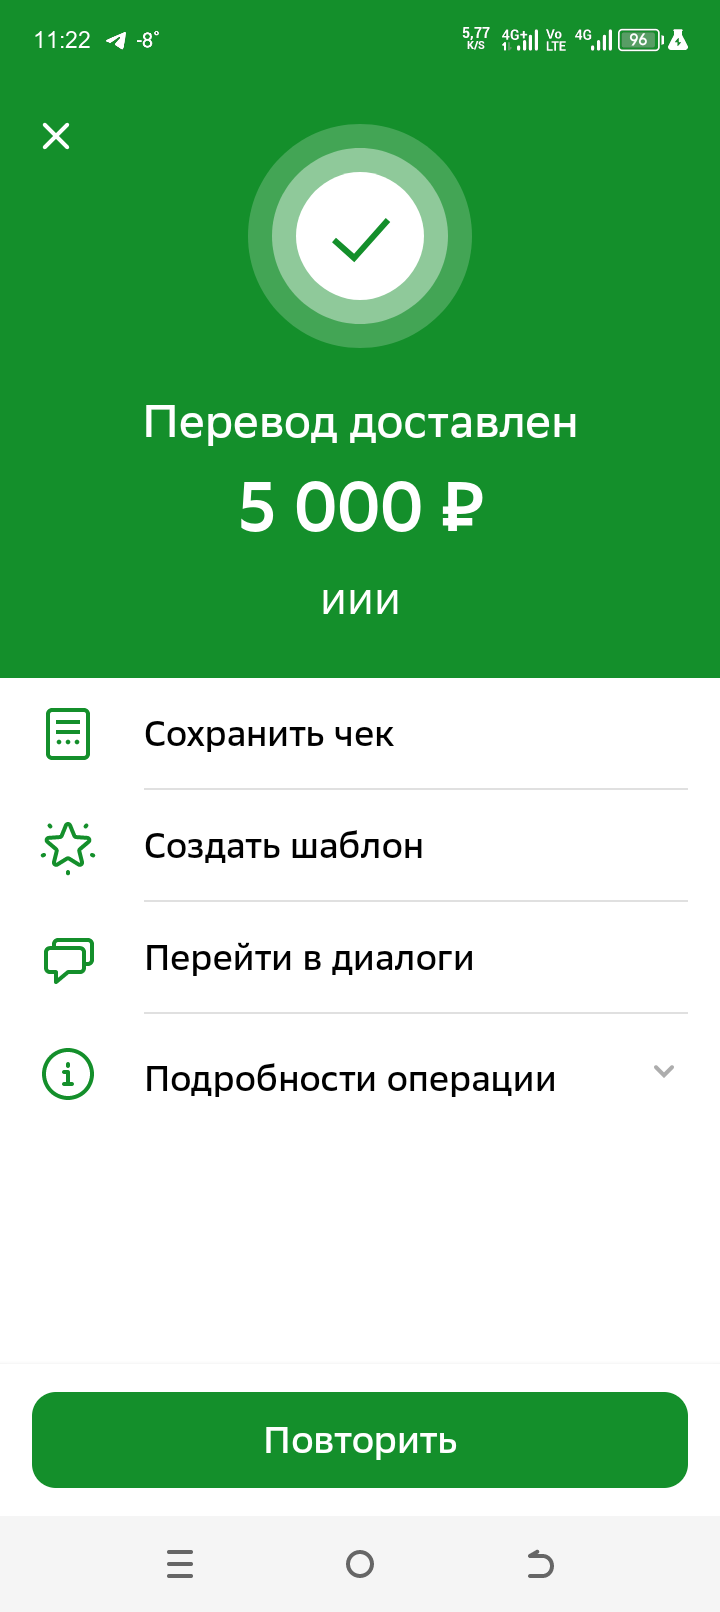 11:22 -8° 5,77 K/S 4G+ Vo LTE 4G 96
Перевод доставлен
5 000 ₽
иии
Сохранить чек
Создать шаблон
Перейти в диалоги
Подробности операции
Повторить